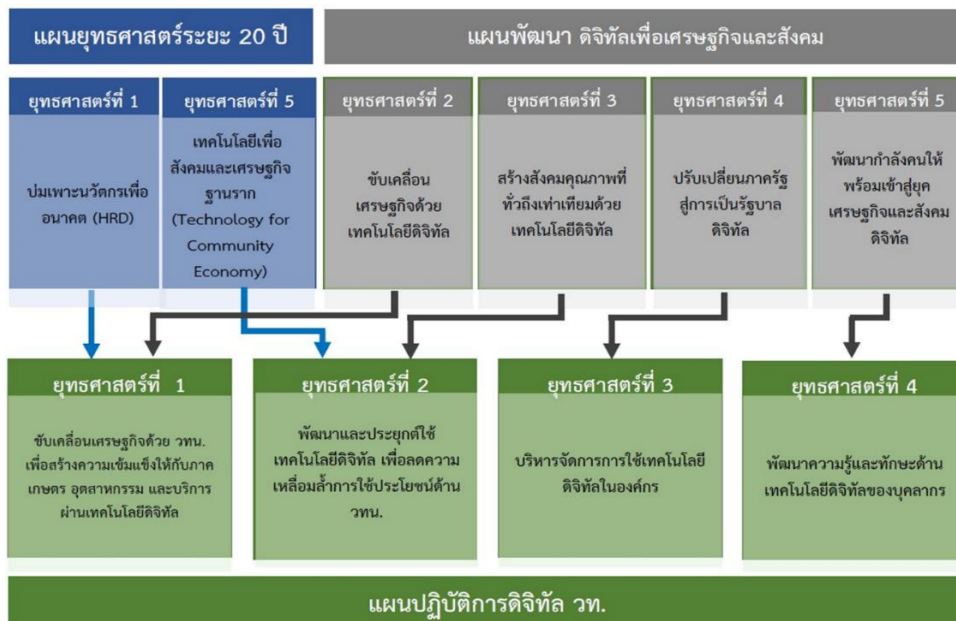 แผนยุทธศาสตร์ระยะ 20 ปี
แผนพัฒนา ดิจิทัลเพื่อเศรษฐกิจและสังคม
ยุทธศาสตร์ที่ 1
บ่มเพาะนวัตกรเพื่อ
อนาคต (HRD)
ยุทธศาสตร์ที่ 5
เทคโนโลยีเพื่อ
สังคมและเศรษฐกิจ
ฐานราก
(Technology for
Community
Economy)
ยุทธศาสตร์ที่ 2
ขับเคลื่อน
เศรษฐกิจด้วย
เทคโนโลยีดิจิทัล
ยุทธศาสตร์ที่ 3
สร้างสังคมคุณภาพที่
ทั่วถึงเท่าเทียมด้วย
เทคโนโลยีดิจิทัล
ยุทธศาสตร์ที่ 4
ปรับเปลี่ยนภาครัฐ
สู่การเป็นรัฐบาล
ดิจิทัล
ยุทธศาสตร์ที่ 5
พัฒนากำลังคนให้
พร้อมเข้าสู่ยุค
เศรษฐกิจและสังคม
ดิจิทัล
ยุทธศาสตร์ที่ 1
ขับเคลื่อนเศรษฐกิจด้วย วทน.
เพื่อสร้างความเข้มแข็งให้กับภาค
เกษตร อุตสาหกรรม และบริการ
ผ่านเทคโนโลยีดิจิทัล
ยุทธศาสตร์ที่ 2
พัฒนาและประยุกต์ใช้
เทคโนโลยีดิจิทัล เพื่อลดความ
เหลื่อมล้ำการใช้ประโยชน์ด้าน
วทน.
ยุทธศาสตร์ที่ 3
บริหารจัดการการใช้เทคโนโลยี
ดิจิทัลในองค์กร
ยุทธศาสตร์ที่ 4
พัฒนาความรู้และทักษะด้าน
เทคโนโลยีดิจิทัลของบุคลากร
แผนปฏิบัติการดิจิทัล วท.